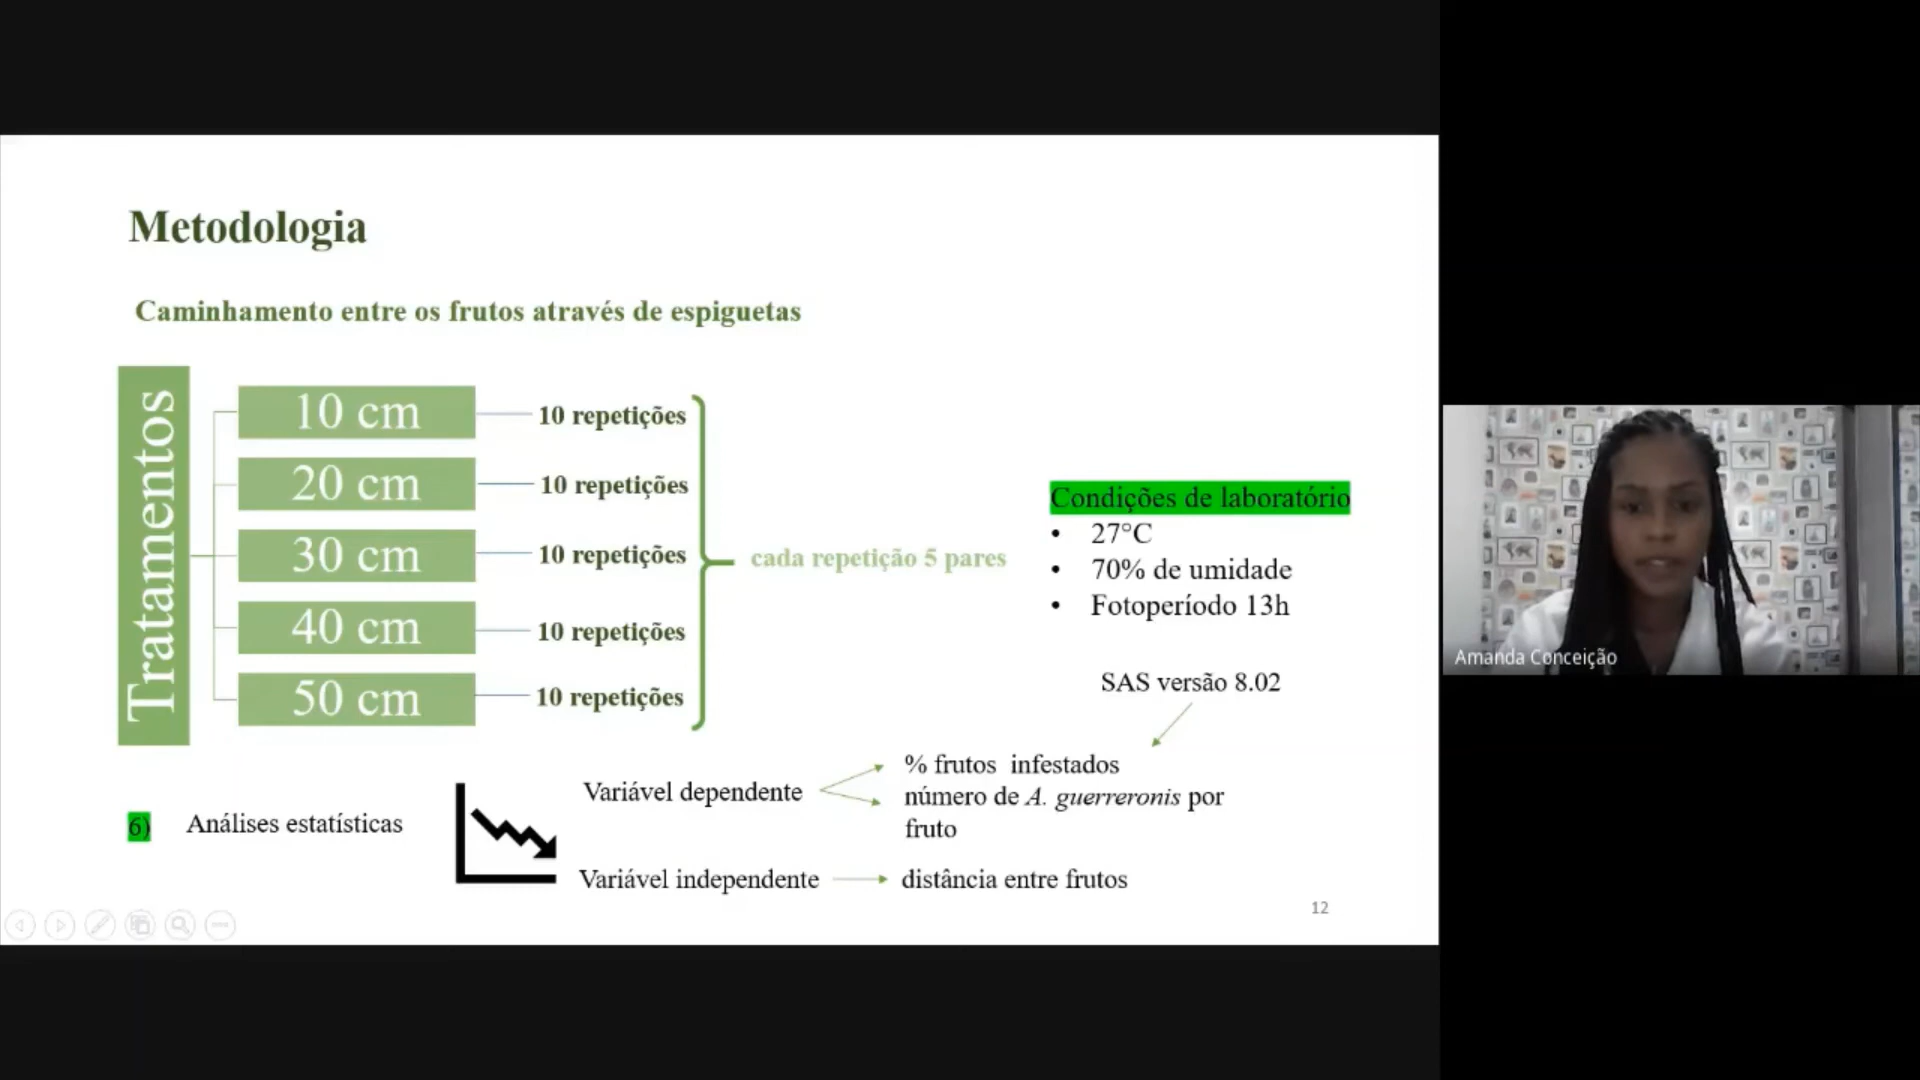 Metodologia
Caminhamento entre os frutos através de espiguetas
Tratamentos
10 cm
10 repetições
20 cm
10 repetições
30 cm
10 repetições
40 cm
10 repetições
50 cm
10 repetições
cada repetição 5 pares
Condições de laboratório
• 27°C
• 70% de umidade
• Fotoperíodo 13h
SAS versão 8.02
6) Análises estatísticas
Variável dependente
% frutos infestados
número de A. guerreronis por
fruto
Variável independente
distância entre frutos
12
Amanda Conceição